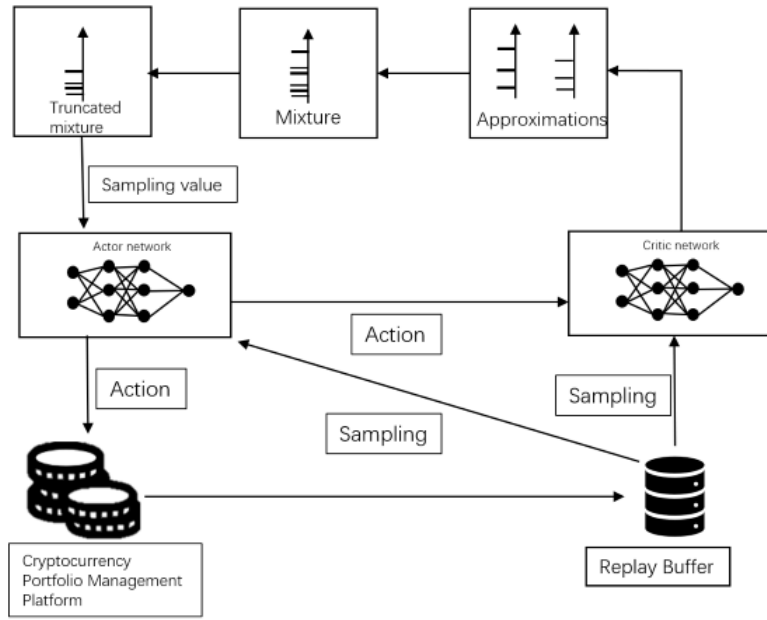 Truncated
mixture
Mixture
Approximations
Sampling value
Actor network
Critic network
Action
Action
Sampling
Sampling
Cryptocurrency
Portfolio Management
Platform
Replay Buffer